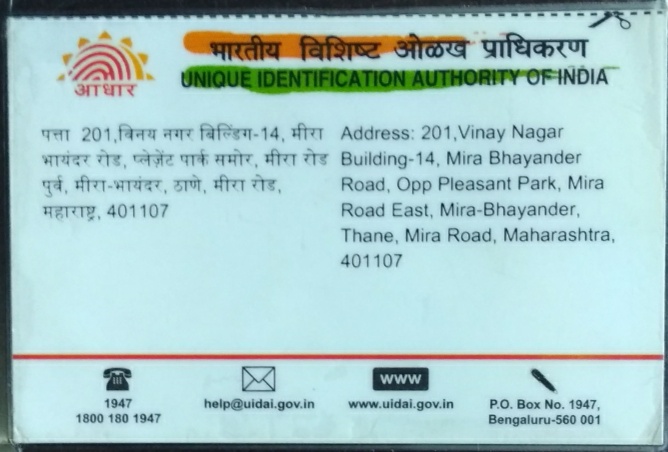 भारतीय विशिष्ट ओळख प्राधिकरण
UNIQUE IDENTIFICATION AUTHORITY OF INDIA
आधार
पत्ता 201,विनय नगर बिल्डिंग-14, मीरा
भायंदर रोड, प्लेज़ेंट पार्क समोर, मीरा रोड
पुर्व, मीरा-भायंदर, ठाणे, मीरा रोड,
महाराष्ट्र, 401107
Address: 201,Vinay Nagar
Building-14, Mira Bhayander
Road, Opp Pleasant Park, Mira
Road East, Mira-Bhayander,
Thane, Mira Road, Maharashtra,
401107
1947
1800 180 1947
help@uidai.gov.in
www
www.uidai.gov.in
P.O. Box No. 1947,
Bengaluru-560 001